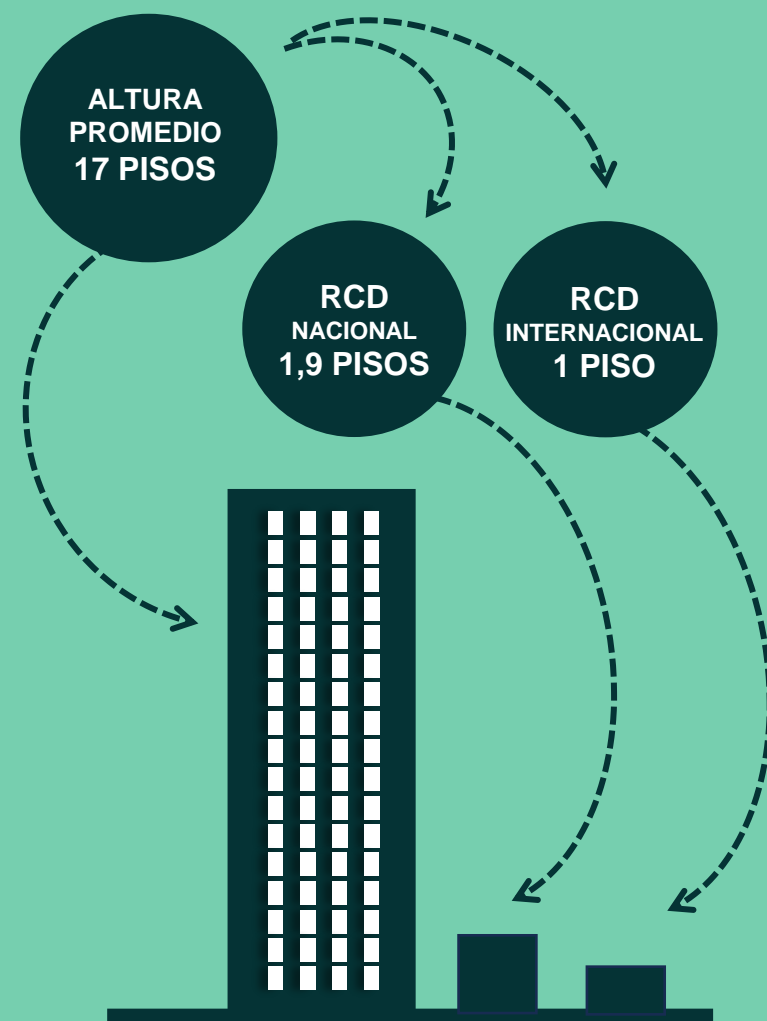 ALTURA
PROMEDIO
17 PISOS
RCD
NACIONAL
1,9 PISOS
RCD
INTERNACIONAL
1 PISO